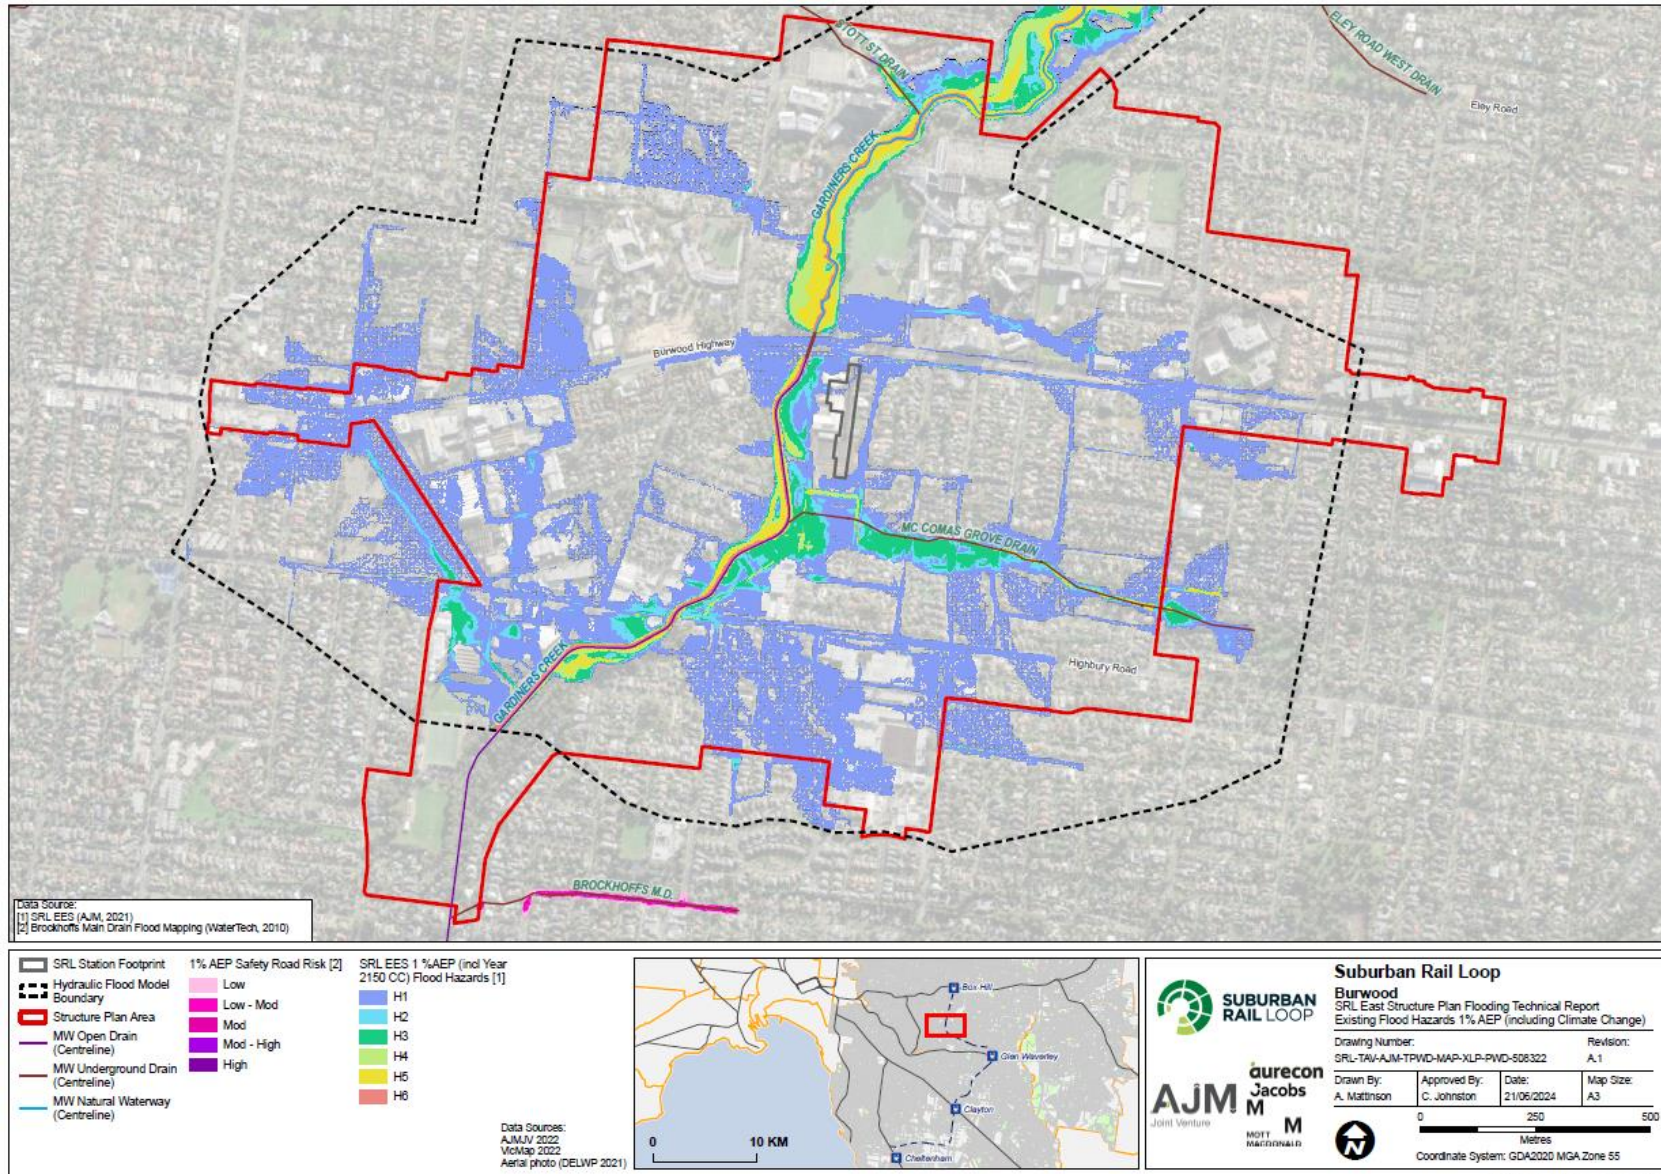 STOTT ST DRAIN
ELEY ROAD WEST DRAIN
Eley Road
GARDINERS CREEK
Burwood Highway
MC COMAS GROVE DRAIN
Highbury Road
GARDINERS CREEK
BROCKHOFFS M.D.
Data Source:
[1] SRL EES (AJM, 2021)
[2] Brockhoffs Main Drain Flood Mapping (WaterTech, 2010)
SRL Station Footprint
Hydraulic Flood Model
Boundary
Structure Plan Area
MW Open Drain
(Centreline)
MW Underground Drain
(Centreline)
MW Natural Waterway
(Centreline)
1% AEP Safety Road Risk [2]
Low
Low - Mod
Mod
Mod - High
High
SRL EES 1 %AEP (incl Year
2150 CC) Flood Hazards [1]
H1
H2
H3
H4
H5
H6
Data Sources:
AJMJV 2022
VicMap 2022
Aerial photo (DELWP 2021)
Box Hill
Glen Waverley
Clayton
Cheltenham
0 10 KM
SUBURBAN
RAIL LOOP
AJM
Joint Venture
aurecon
Jacobs
M
M
MOTT
MACDONALD
M
Suburban Rail Loop
Burwood
SRL East Structure Plan Flooding Technical Report
Existing Flood Hazards 1% AEP (including Climate Change)
Drawing Number: Revision:
SRL-TAV-AJM-TPWD-MAP-XLP-PWD-508322 A.1
Drawn By: Approved By: Date: Map Size:
A. Mattinson C. Johnston 21/06/2024 A3
0 250 500
Metres
N
Coordinate System: GDA2020 MGA Zone 55